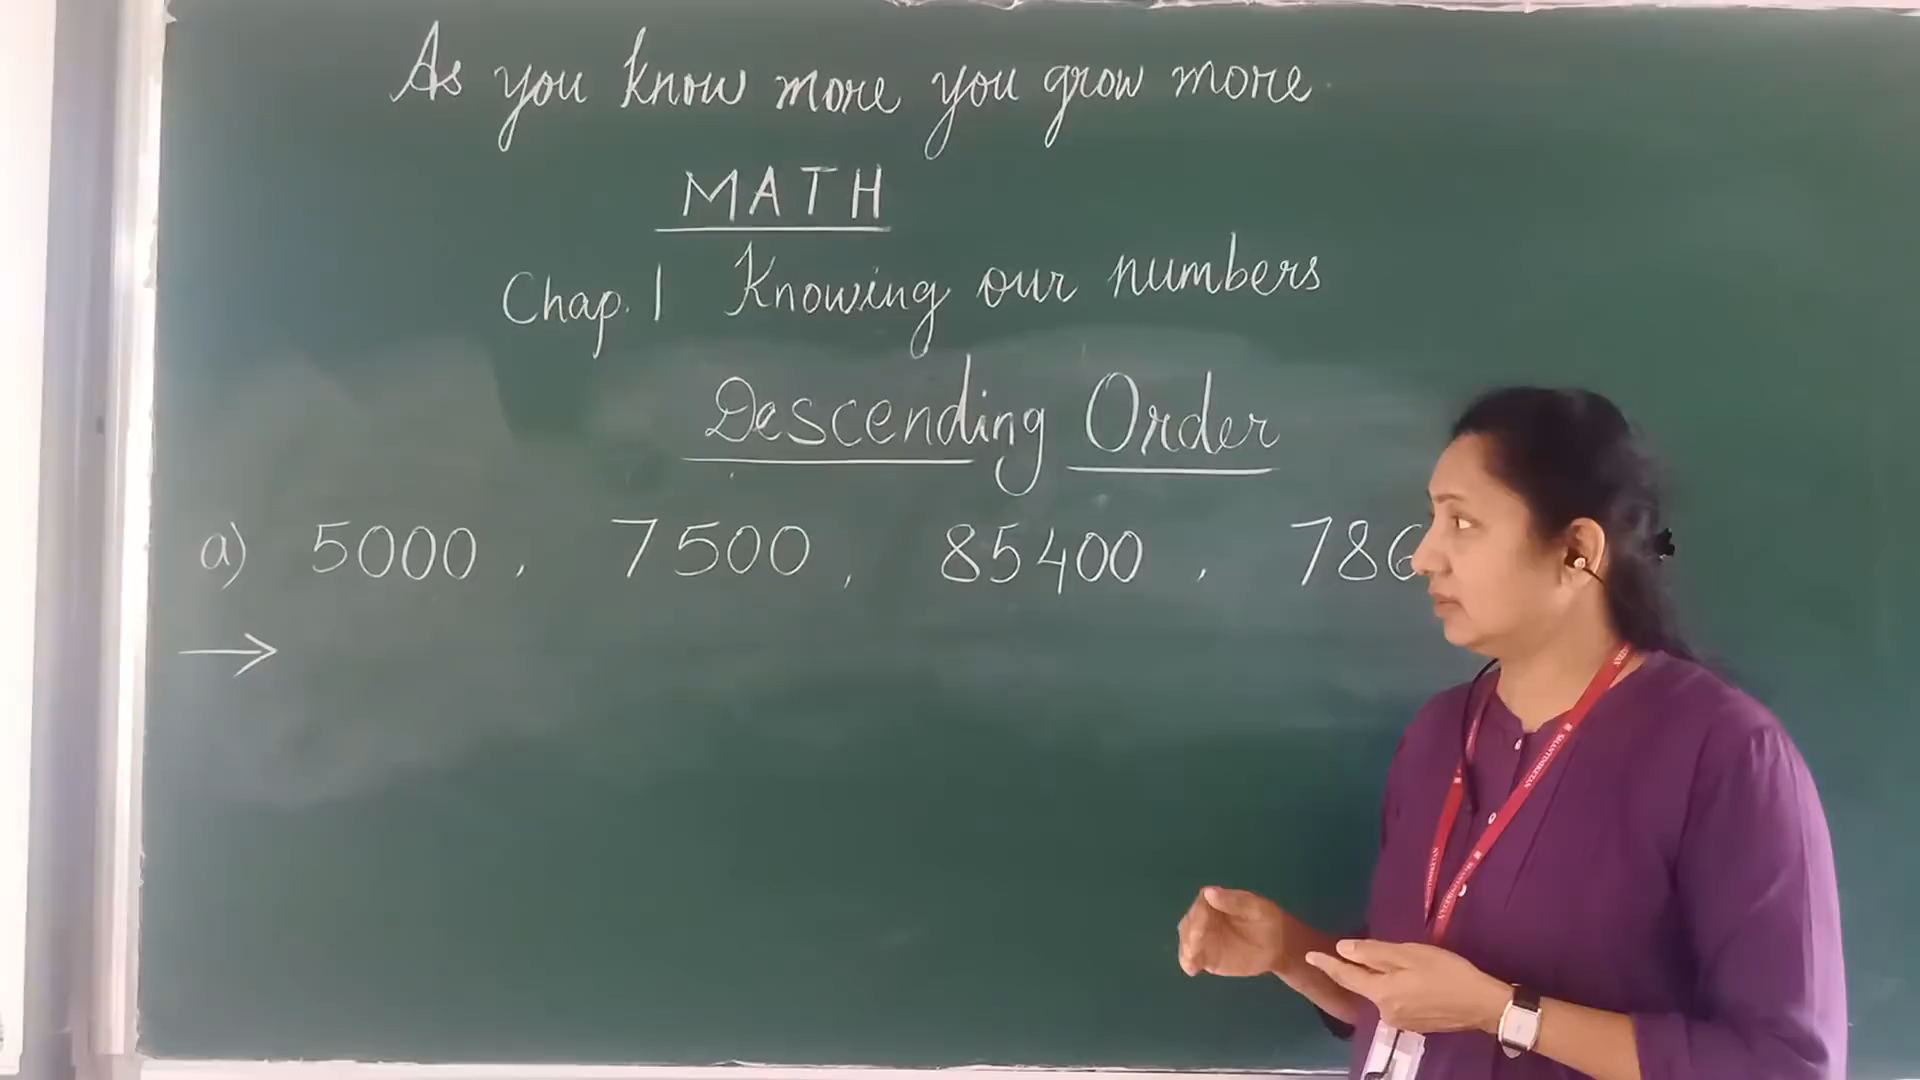 As you know more you grow more
MATH
Chap. 1 Knowing our numbers
Descending Order
a) 5000 , 7500 , 85400 , 786
→
SHANTINIKETAN